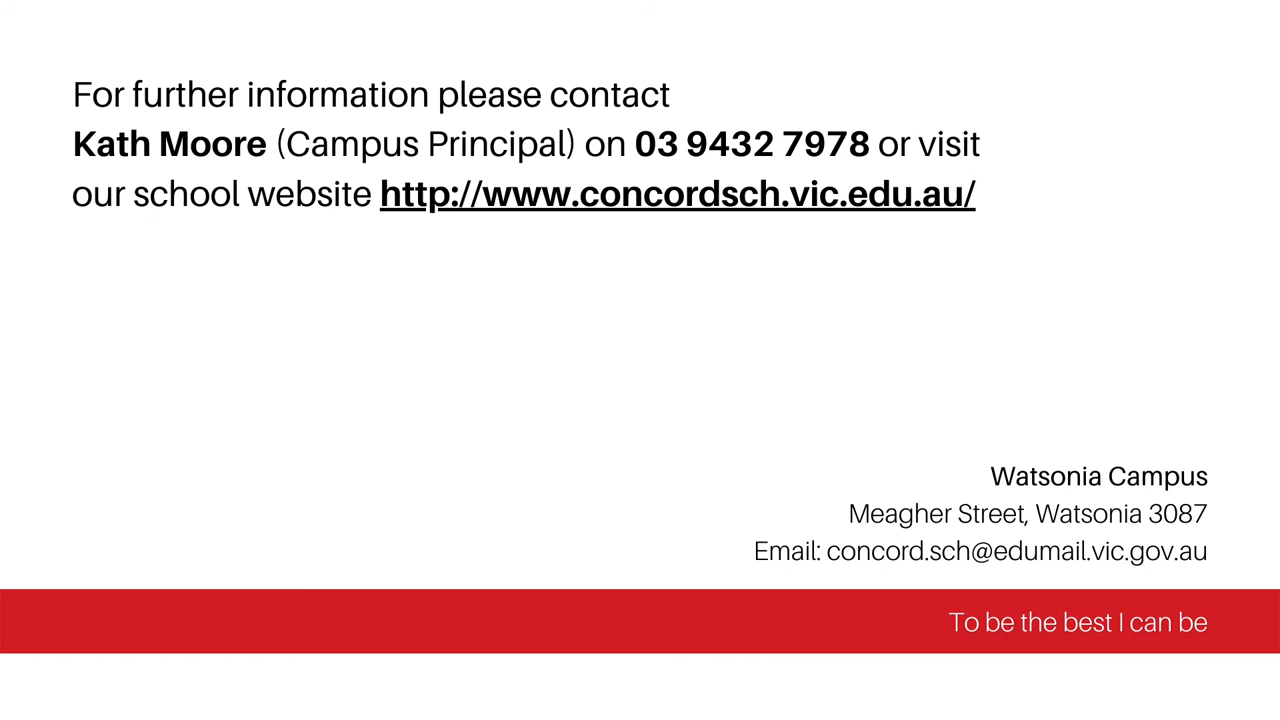 For further information please contact
Kath Moore (Campus Principal) on 03 9432 7978 or visit
our school website http://www.concordsch.vic.edu.au/
Watsonia Campus
Meagher Street, Watsonia 3087
Email: concord.sch@edumail.vic.gov.au
To be the best I can be